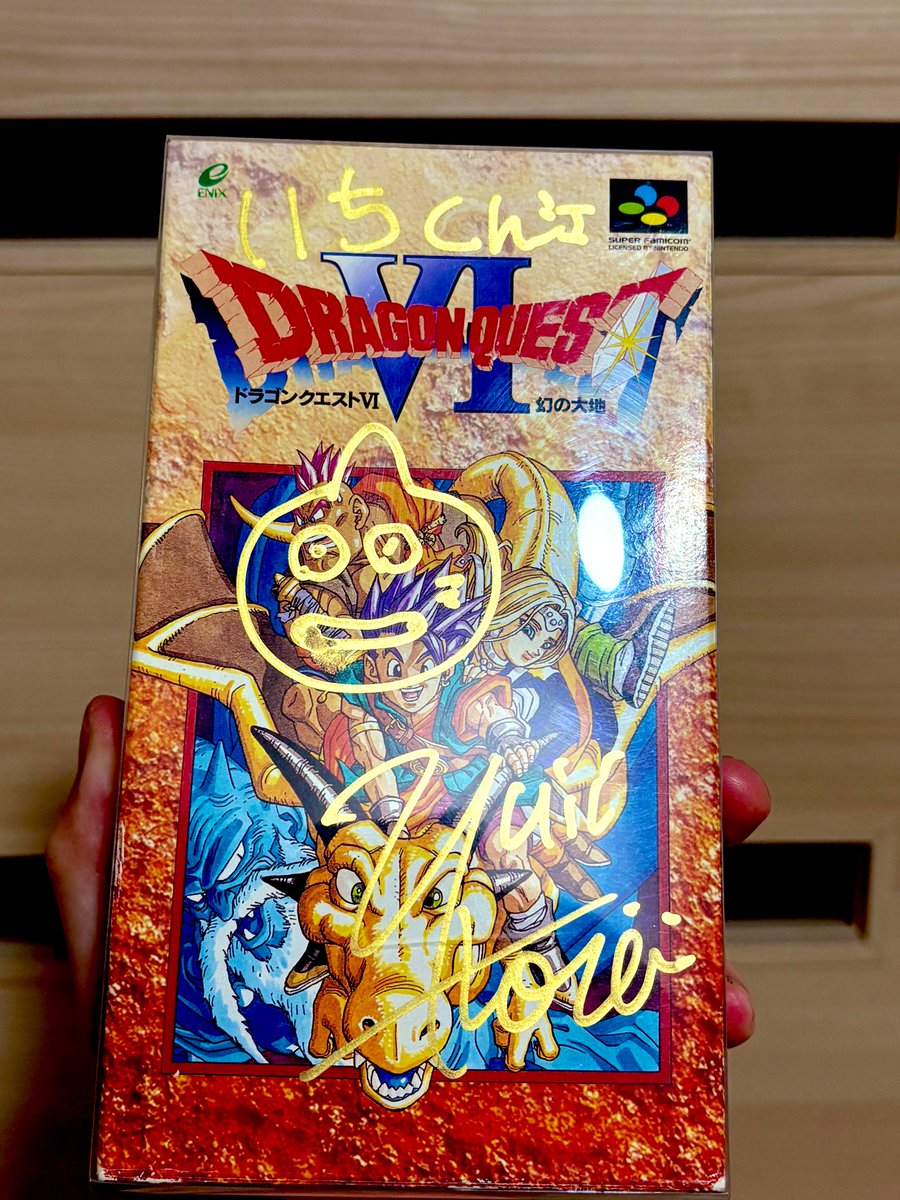 ENIX
いちくんへ
SUPER FAMICOM
LICENSED BY NINTENDO
VI
DRAGON QUEST
ドラゴンクエストVI 幻の大地
Yuji
Horii